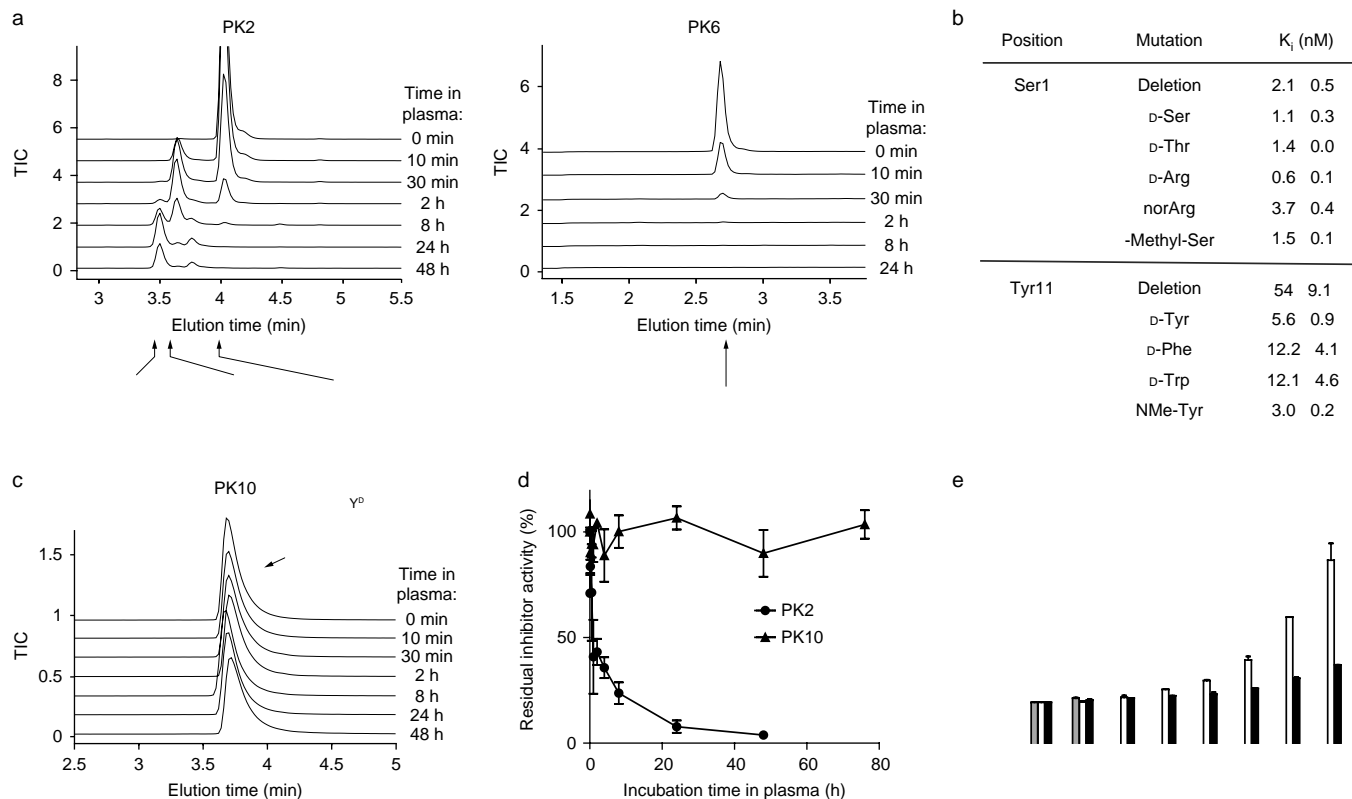 a
PK2
8
6
4
2
0
TIC
3
3.5
4
4.5
5
5.5
Elution time (min)
Time in
plasma:
0 min
10 min
30 min
2 h
8 h
24 h
48 h
PK6
6
4
2
0
TIC
1.5
2
2.5
3
3.5
Elution time (min)
Time in
plasma:
0 min
10 min
30 min
2 h
8 h
24 h
b
Position Mutation Ki (nM)
Ser1 Deletion 2.1 0.5
D-Ser 1.1 0.3
D-Thr 1.4 0.0
D-Arg 0.6 0.1
norArg 3.7 0.4
-Methyl-Ser 1.5 0.1
Tyr11 Deletion 54 9.1
D-Tyr 5.6 0.9
D-Phe 12.2 4.1
D-Trp 12.1 4.6
NMe-Tyr 3.0 0.2
c
PK10
Y^D
1.5
1
0.5
0
TIC
2.5
3
3.5
4
4.5
5
Elution time (min)
Time in
plasma:
0 min
10 min
30 min
2 h
8 h
24 h
48 h
d
100
50
0
Residual inhibitor activity (%)
PK2
PK10
0
20
40
60
80
Incubation time in plasma (h)
e